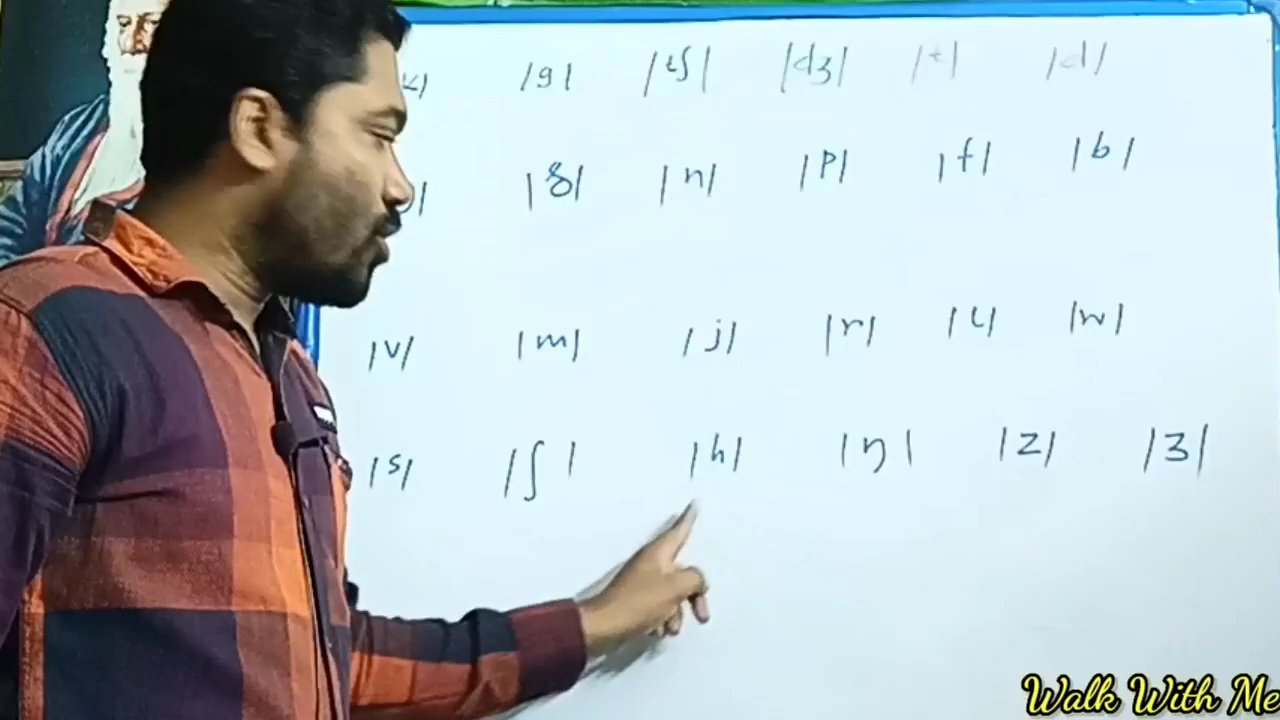 /g/ /tʃ/ /dʒ/ /t/ /d/
/ð/ /n/ /p/ /f/ /b/
/v/ /m/ /j/ /r/ /l/ /w/
/s/ /ʃ/ /h/ /ŋ/ /z/ /ʒ/
Walk With Me